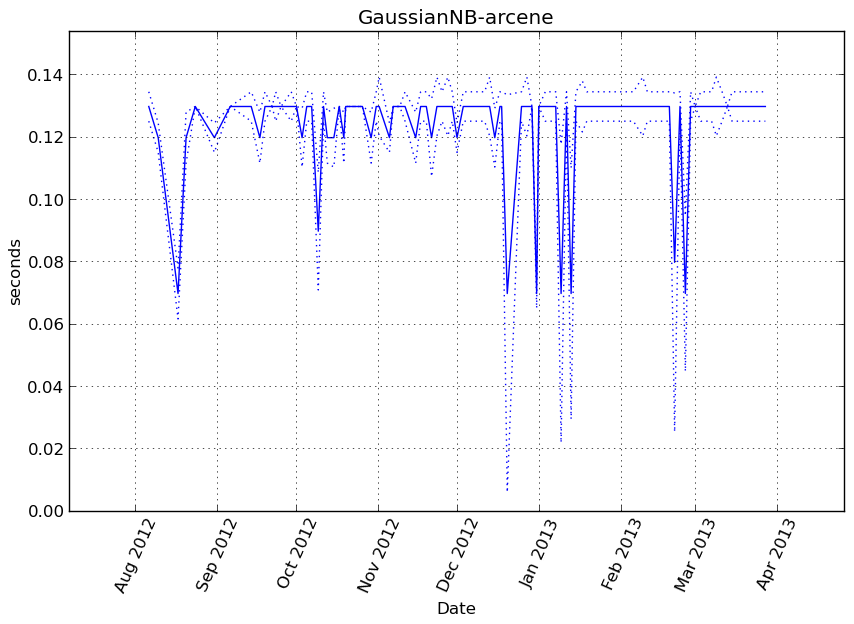 GaussianNB-arcene
0.14
0.12
0.10
0.08
0.06
0.04
0.02
0.00
seconds
Aug 2012
Sep 2012
Oct 2012
Nov 2012
Dec 2012
Jan 2013
Feb 2013
Mar 2013
Apr 2013
Date